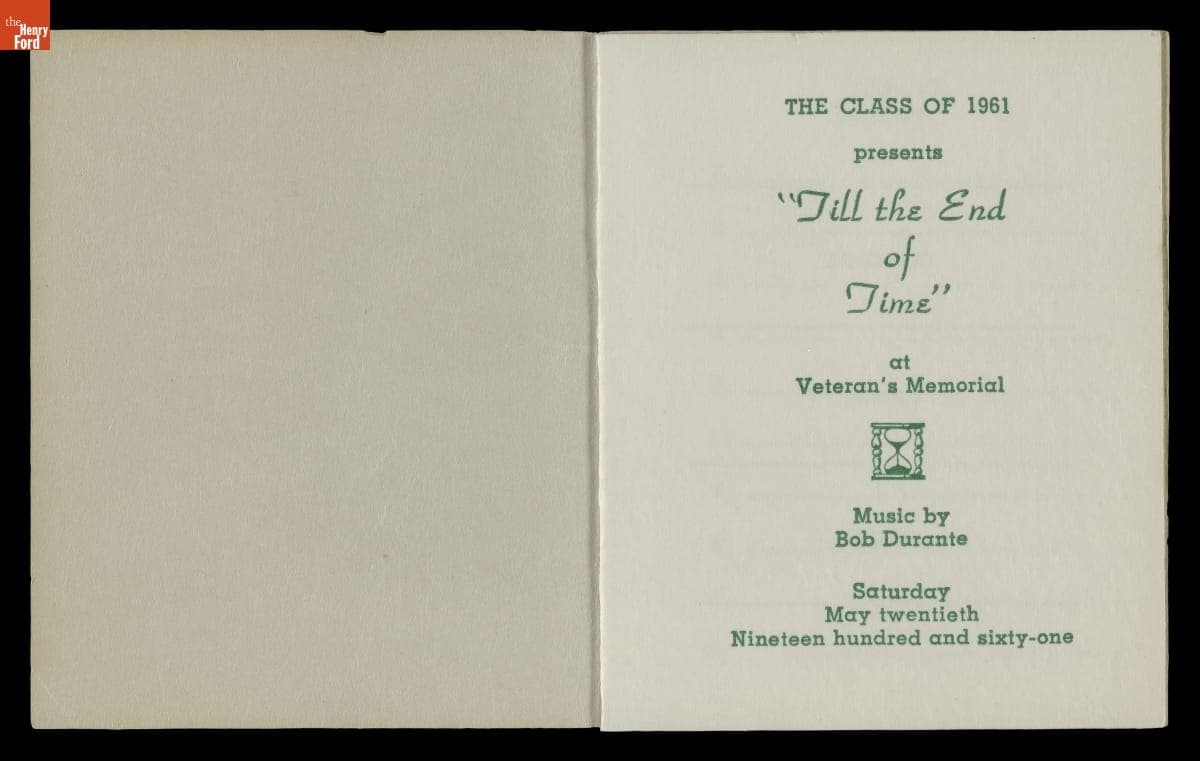 the
Henry
Ford
THE CLASS OF 1961
presents
"Till the End
of
Time"
at
Veteran's Memorial
Music by
Bob Durante
Saturday
May twentieth
Nineteen hundred and sixty-one